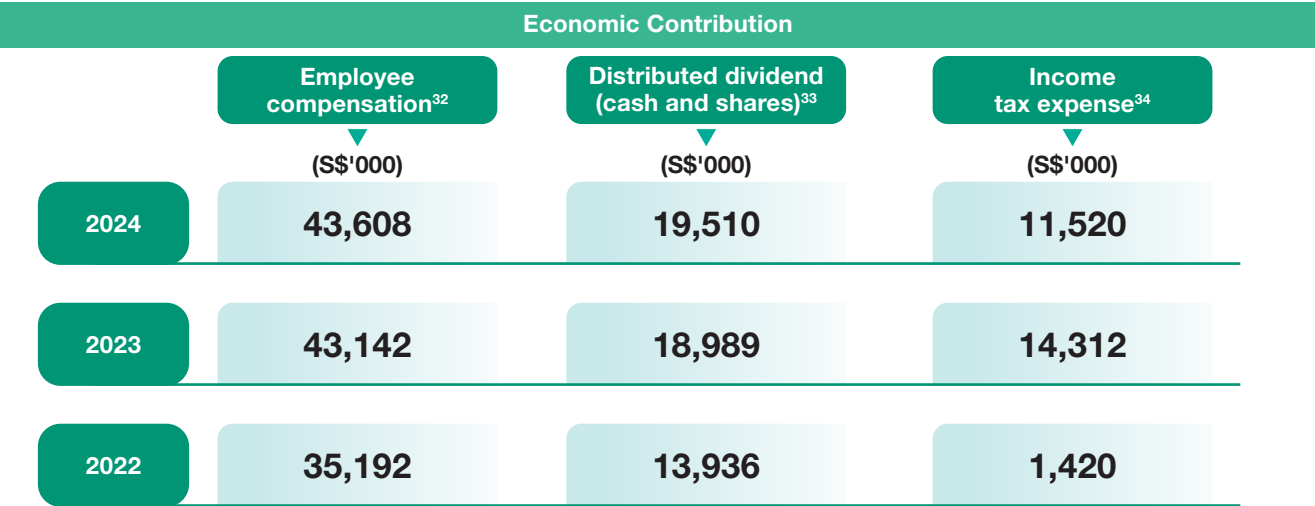 Economic Contribution
Employee
compensation32
Distributed dividend
(cash and shares)33
Income
tax expense34
(S$'000)
(S$'000)
(S$'000)
2024
43,608
19,510
11,520
2023
43,142
18,989
14,312
2022
35,192
13,936
1,420